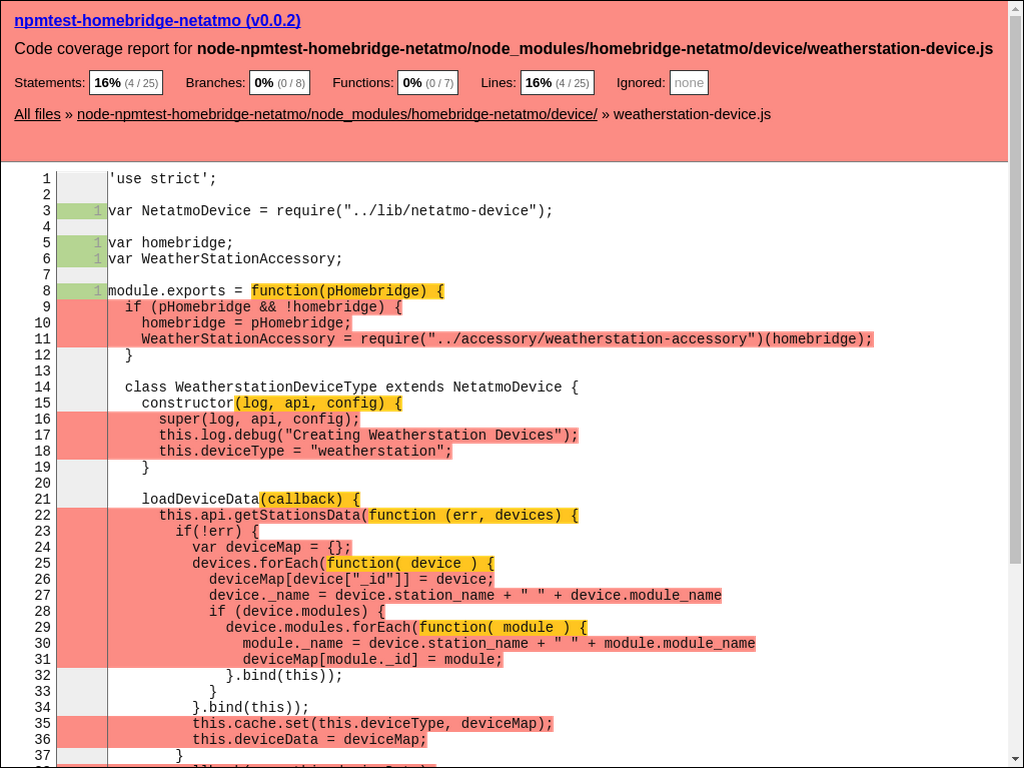 npmtest-homebridge-netatmo (v0.0.2)
Code coverage report for node-npmtest-homebridge-netatmo/node_modules/homebridge-netatmo/device/weatherstation-device.js
Statements: 16% (4 / 25) Branches: 0% (0 / 8) Functions: 0% (0 / 7) Lines: 16% (4 / 25) Ignored: none
All files » node-npmtest-homebridge-netatmo/node_modules/homebridge-netatmo/device/ » weatherstation-device.js
1 'use strict';
2
3 1 var NetatmoDevice = require("../lib/netatmo-device");
4
5 1 var homebridge;
6 1 var WeatherStationAccessory;
7
8 1 module.exports = function(pHomebridge) {
9 if (pHomebridge && !homebridge) {
10 homebridge = pHomebridge;
11 WeatherStationAccessory = require("../accessory/weatherstation-accessory")(homebridge);
12 }
13
14 class WeatherstationDeviceType extends NetatmoDevice {
15 constructor(log, api, config) {
16 super(log, api, config);
17 this.log.debug("Creating Weatherstation Devices");
18 this.deviceType = "weatherstation";
19 }
20
21 loadDeviceData(callback) {
22 this.api.getStationsData(function (err, devices) {
23 if(!err) {
24 var deviceMap = {};
25 devices.forEach(function( device ) {
26 deviceMap[device["_id"]] = device;
27 device._name = device.station_name + " " + device.module_name
28 if (device.modules) {
29 device.modules.forEach(function( module ) {
30 module._name = device.station_name + " " + module.module_name
31 deviceMap[module._id] = module;
32 }.bind(this));
33 }
34 }.bind(this));
35 this.cache.set(this.deviceType, deviceMap);
36 this.deviceData = deviceMap;
37 }